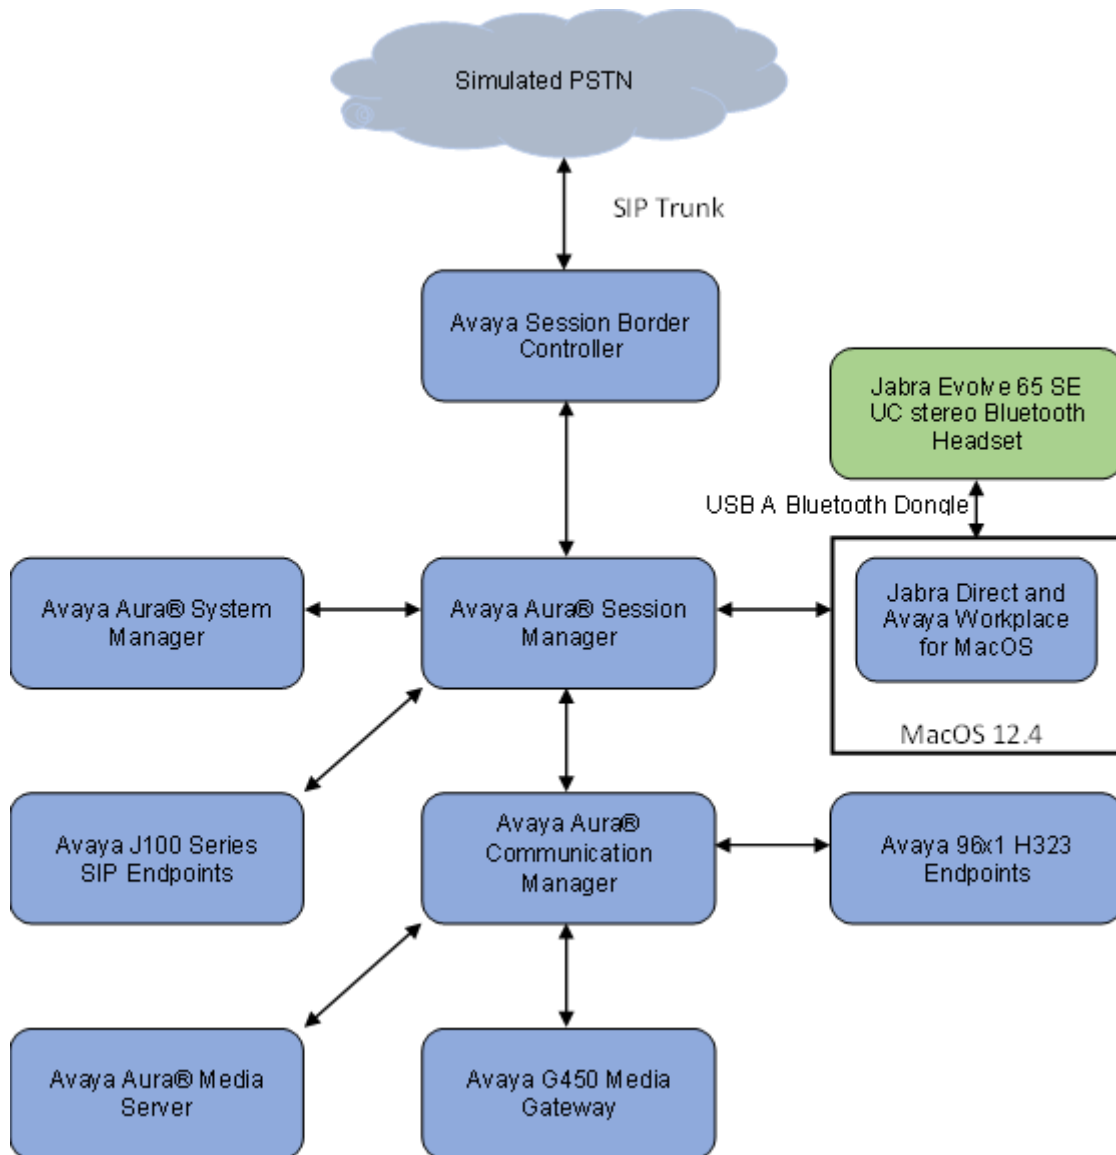 Simulated PSTN
SIP Trunk
Avaya Session Border
Controller
Jabra Evolve 65 SE
UC stereo Bluetooth
Headset
USB A Bluetooth Dongle
Avaya Aura® System
Manager
Avaya Aura® Session
Manager
Jabra Direct and
Avaya Workplace
for MacOS
MacOS 12.4
Avaya J100 Series
SIP Endpoints
Avaya Aura®
Communication
Manager
Avaya 96x1 H323
Endpoints
Avaya Aura® Media
Server
Avaya G450 Media
Gateway